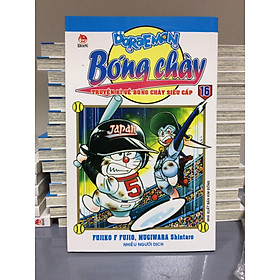 DORAEMON
Bóng chày
TRUYỆN KÌ VỀ BÓNG CHÀY SIÊU CẤP
16
Japan
5
FUJIKO F FUJIO, MUGIWARA Shintaro
NHIỀU NGƯỜI DỊCH